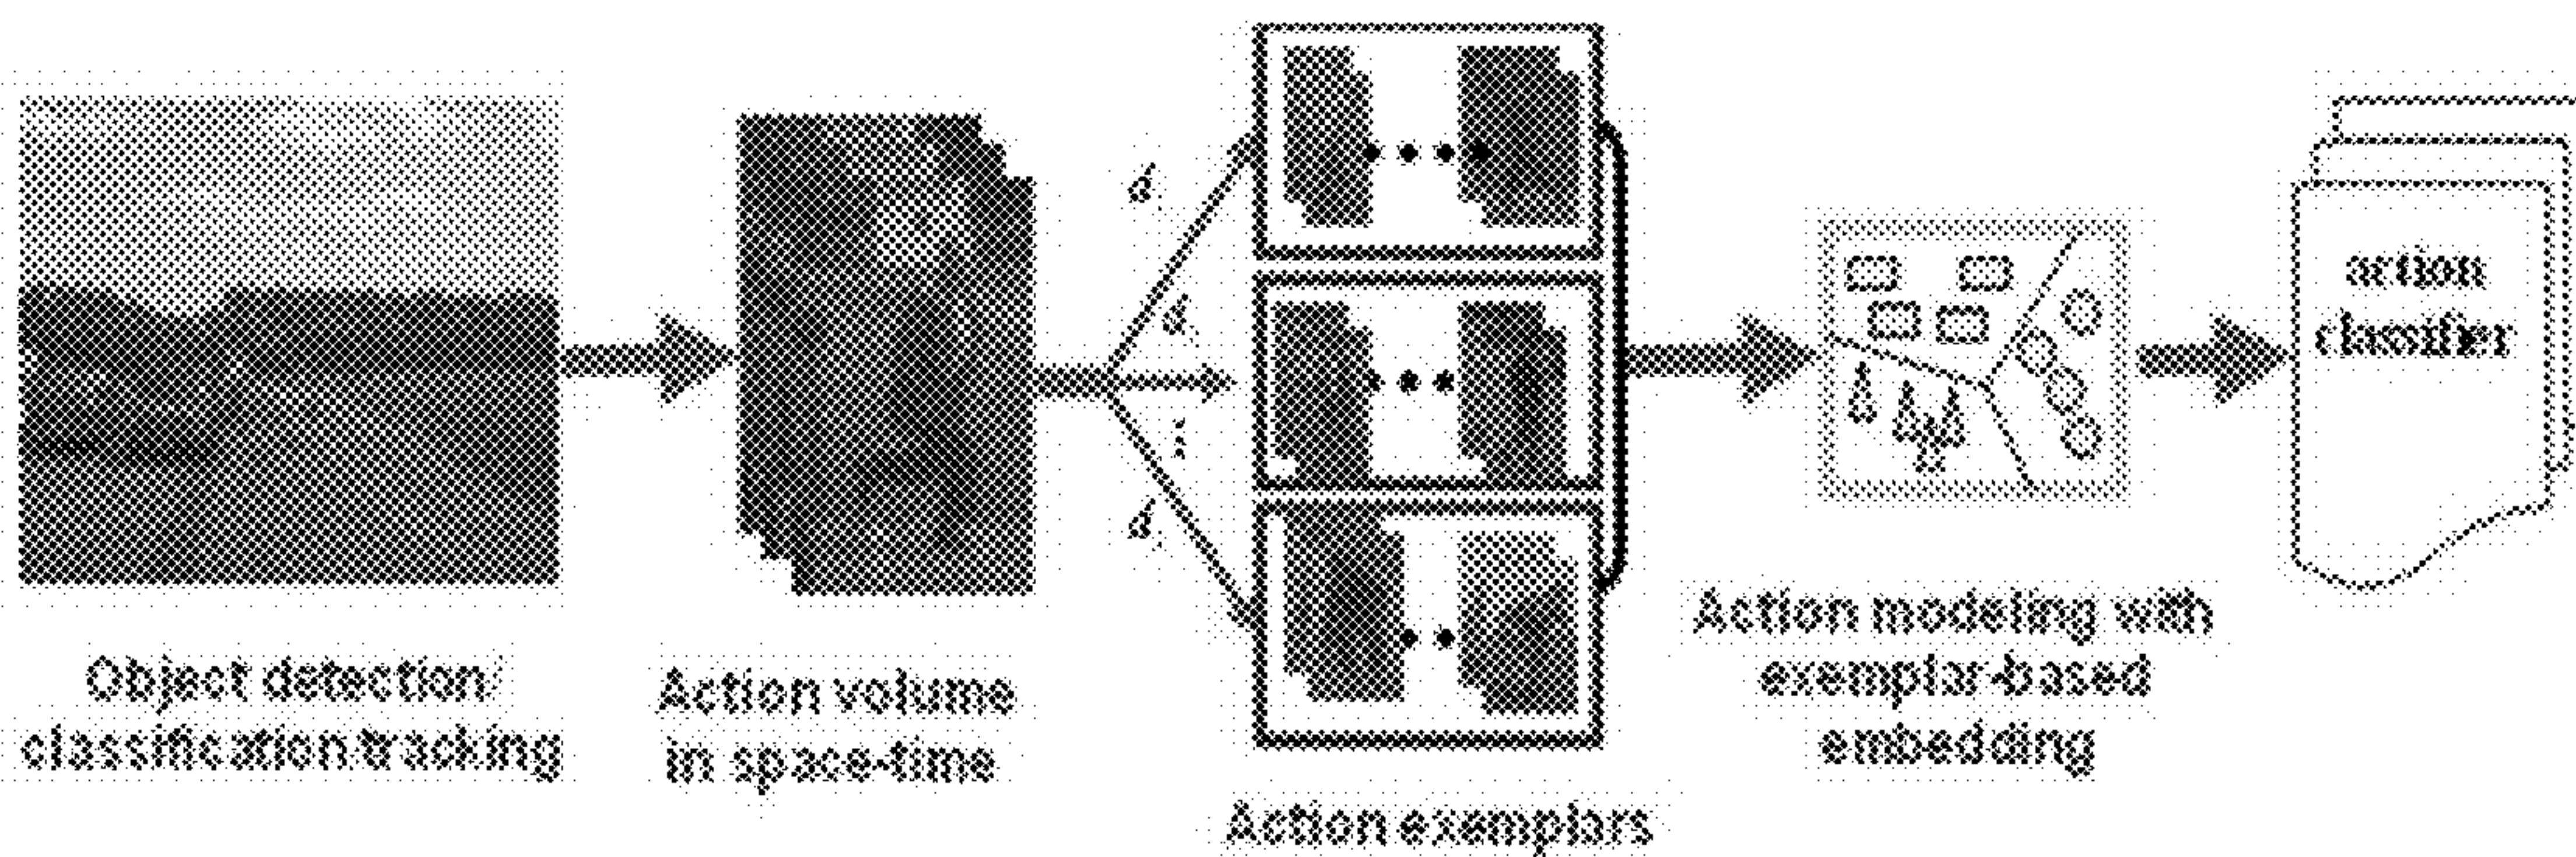 Object detection/
classification/tracking
Action volume
in space-time
d
d
d
Action exemplars
Action modeling with
exemplar-based
embedding
action
classifier